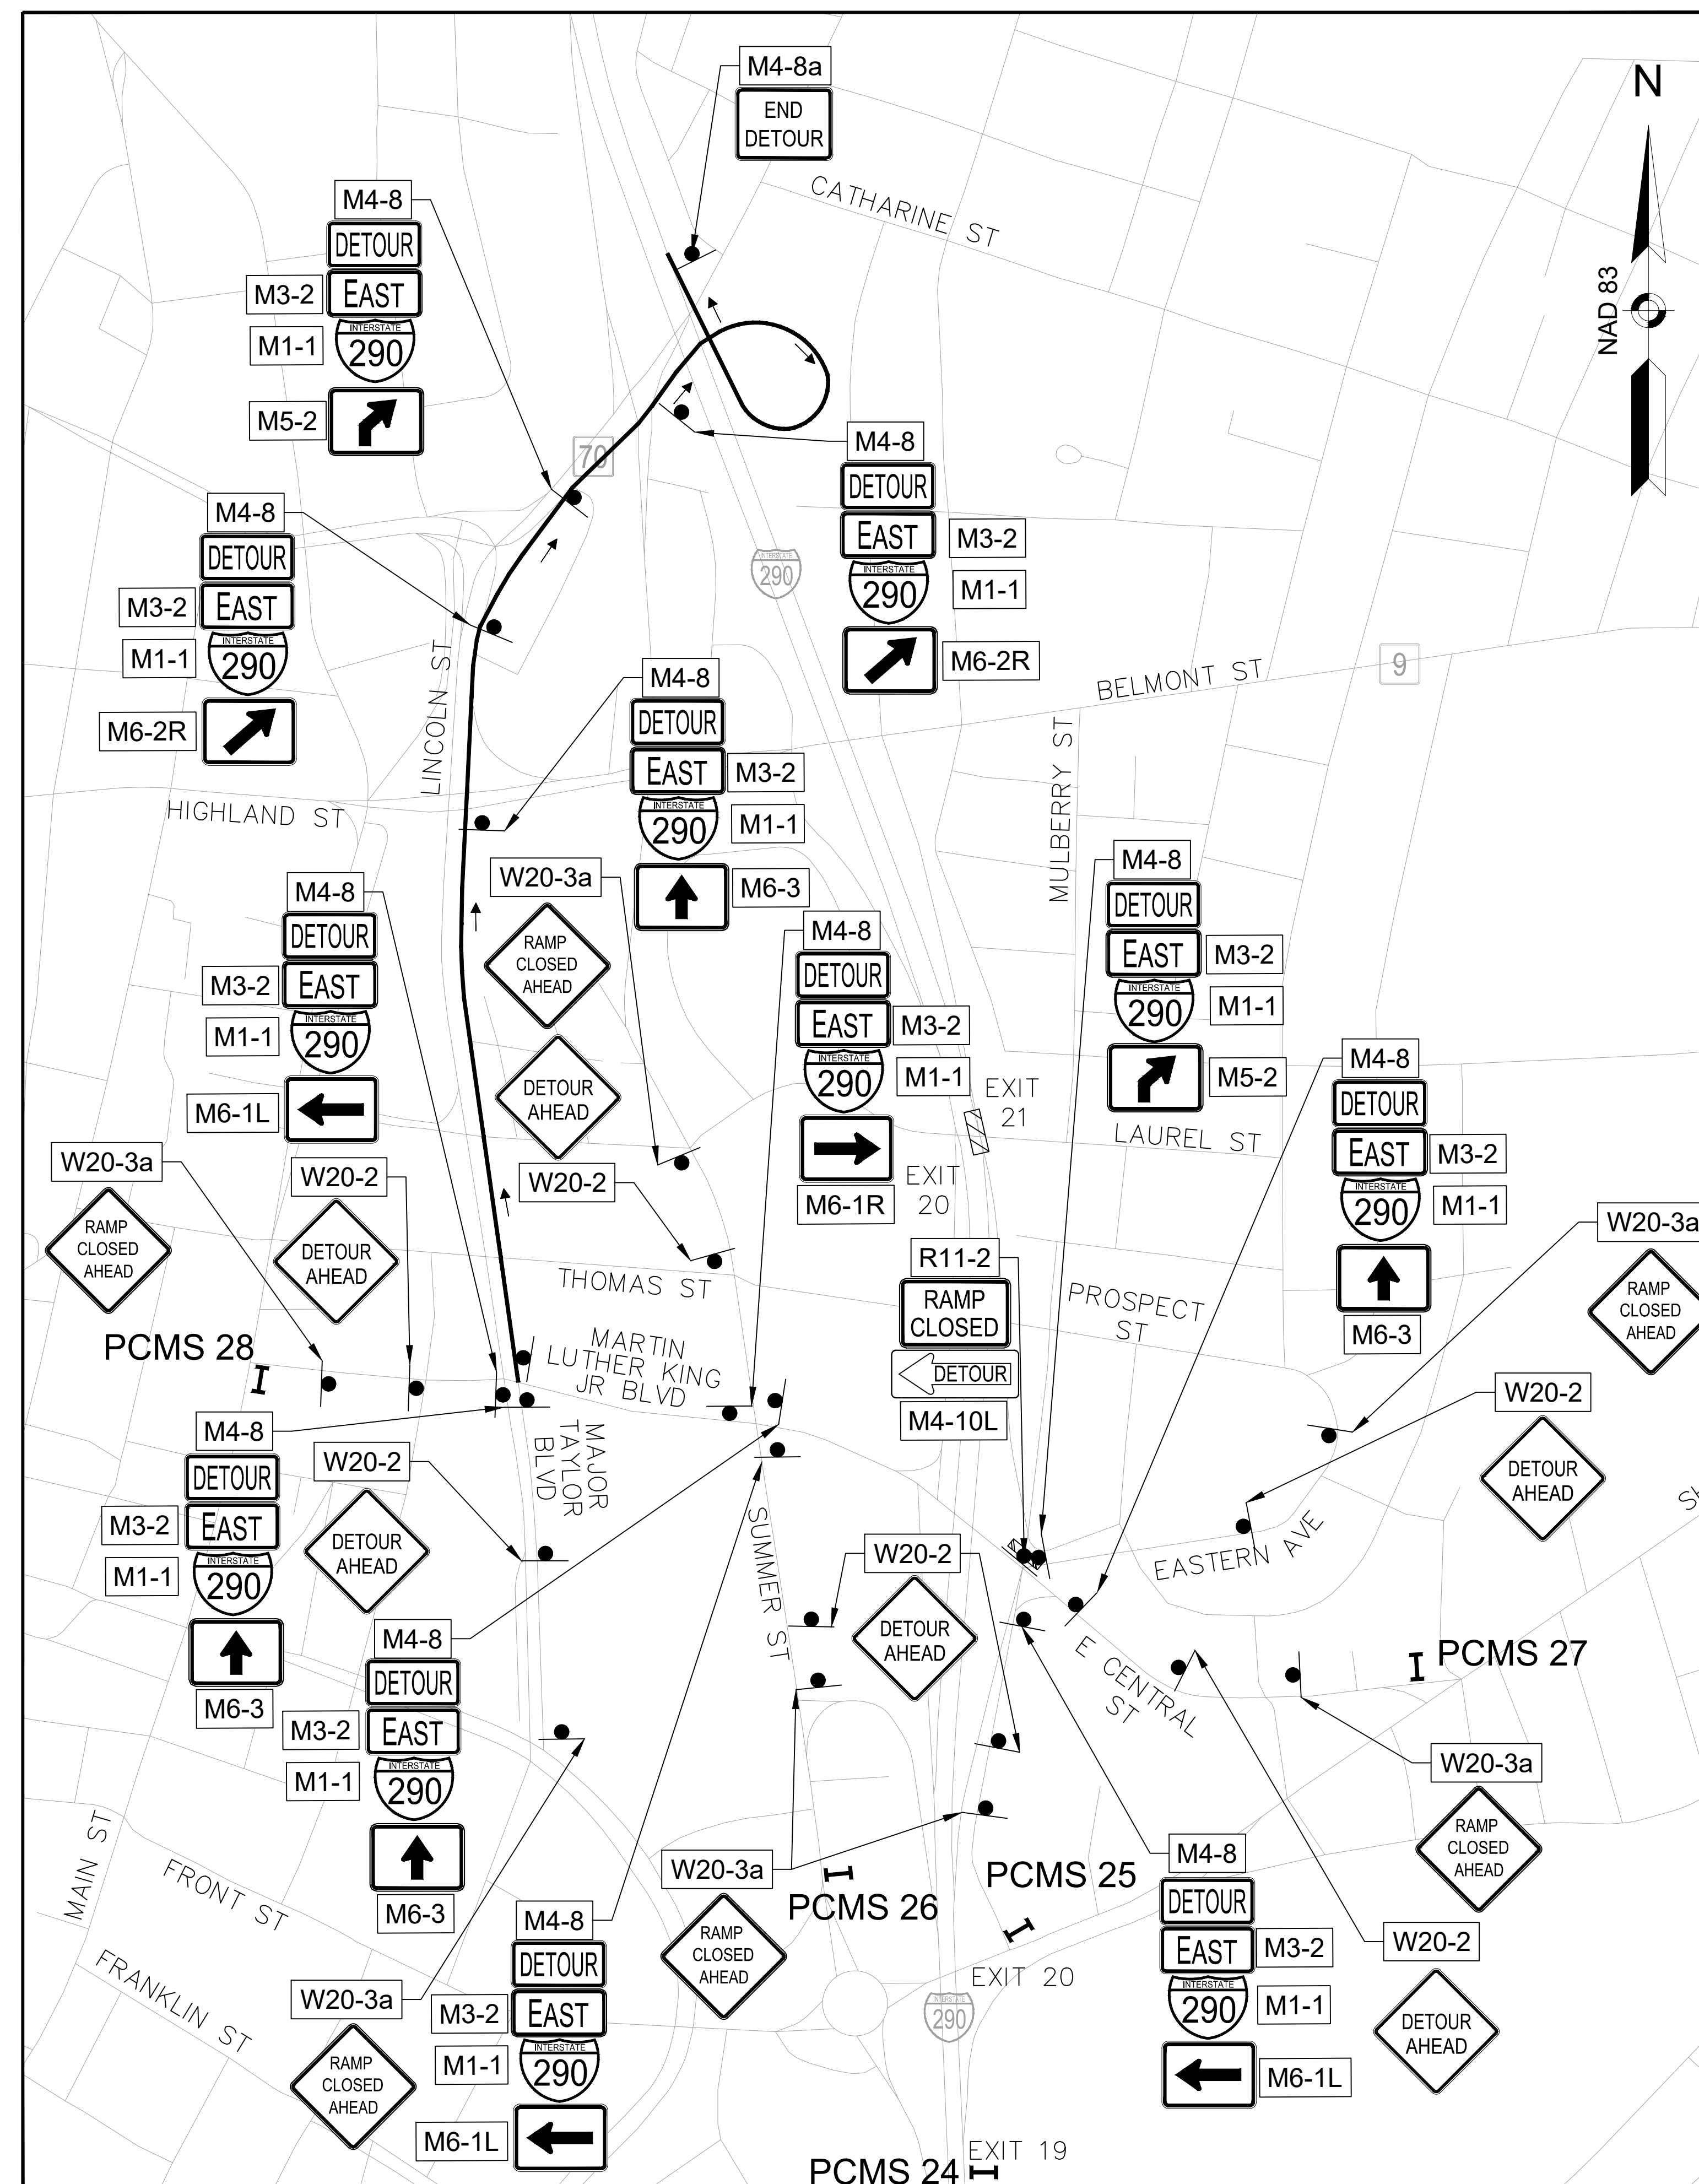 M4-8a
END
DETOUR
N
NAD 83
CATHARINE ST
M4-8
DETOUR
M3-2
EAST
M1-1
INTERSTATE
290
M5-2
70
M4-8
DETOUR
EAST
M3-2
INTERSTATE
290
M1-1
M6-2R
INTERSTATE
290
M4-8
DETOUR
M3-2
EAST
M1-1
INTERSTATE
290
M6-2R
LINCOLN ST
BELMONT ST
9
MULBERRY ST
HIGHLAND ST
M4-8
DETOUR
EAST
M3-2
INTERSTATE
290
M1-1
M6-3
W20-3a
RAMP
CLOSED
AHEAD
DETOUR
AHEAD
W20-2
M4-8
DETOUR
M3-2
EAST
M1-1
INTERSTATE
290
M6-1L
M4-8
DETOUR
EAST
M3-2
INTERSTATE
290
M1-1
M6-1R
EXIT
21
EXIT
20
M4-8
DETOUR
EAST
M3-2
INTERSTATE
290
M1-1
M5-2
LAUREL ST
M4-8
DETOUR
EAST
M3-2
INTERSTATE
290
M1-1
M6-3
W20-3a
RAMP
CLOSED
AHEAD
W20-2
DETOUR
AHEAD
PCMS 28
THOMAS ST
MARTIN
LUTHER KING
JR BLVD
R11-2
RAMP
CLOSED
DETOUR
M4-10L
PROSPECT
ST
W20-3a
RAMP
CLOSED
AHEAD
W20-2
DETOUR
AHEAD
M4-8
DETOUR
M3-2
EAST
M1-1
INTERSTATE
290
M6-3
W20-2
DETOUR
AHEAD
MAJOR
TAYLOR
BLVD
SUMMER ST
W20-2
DETOUR
AHEAD
EASTERN AVE
E CENTRAL
ST
PCMS 27
M4-8
DETOUR
M3-2
EAST
M1-1
INTERSTATE
290
M6-3
W20-3a
RAMP
CLOSED
AHEAD
MAIN ST
FRONT ST
FRANKLIN ST
W20-3a
RAMP
CLOSED
AHEAD
PCMS 26
PCMS 25
M4-8
DETOUR
EAST
M3-2
INTERSTATE
290
M1-1
M6-1L
W20-2
DETOUR
AHEAD
W20-3a
RAMP
CLOSED
AHEAD
M4-8
DETOUR
M3-2
EAST
M1-1
INTERSTATE
290
M6-1L
EXIT 20
INTERSTATE
290
EXIT 19
PCMS 24